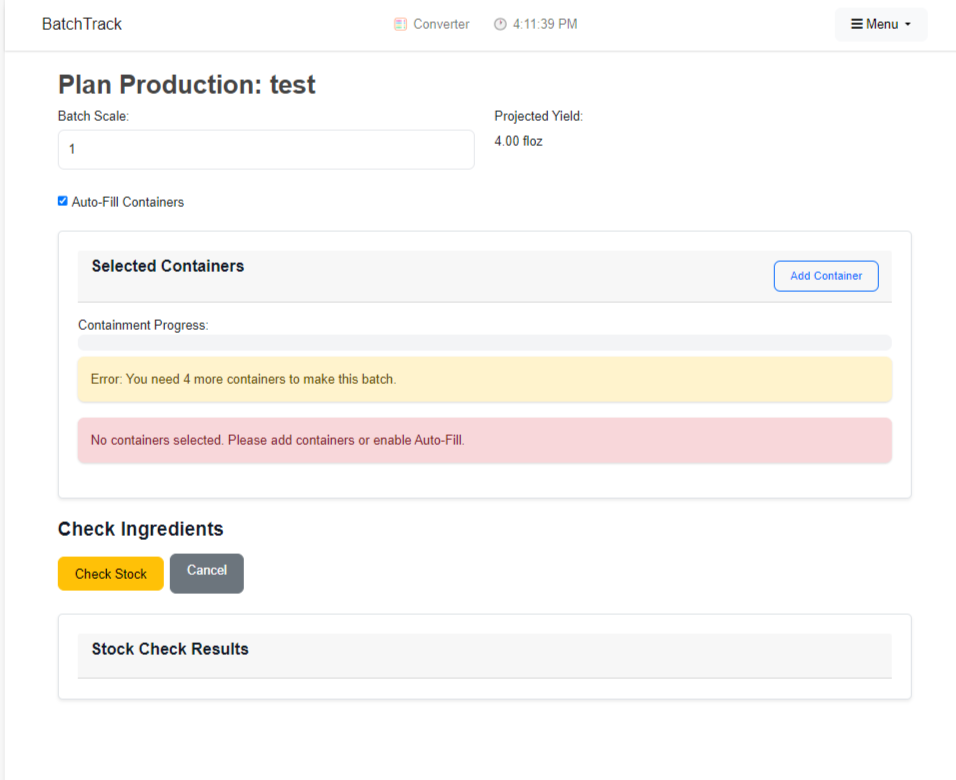 BatchTrack
Converter
4:11:39 PM
Menu
Plan Production: test
Batch Scale:
Projected Yield:
1
4.00 floz
Auto-Fill Containers
Selected Containers
Add Container
Containment Progress:
Error: You need 4 more containers to make this batch.
No containers selected. Please add containers or enable Auto-Fill.
Check Ingredients
Check Stock
Cancel
Stock Check Results